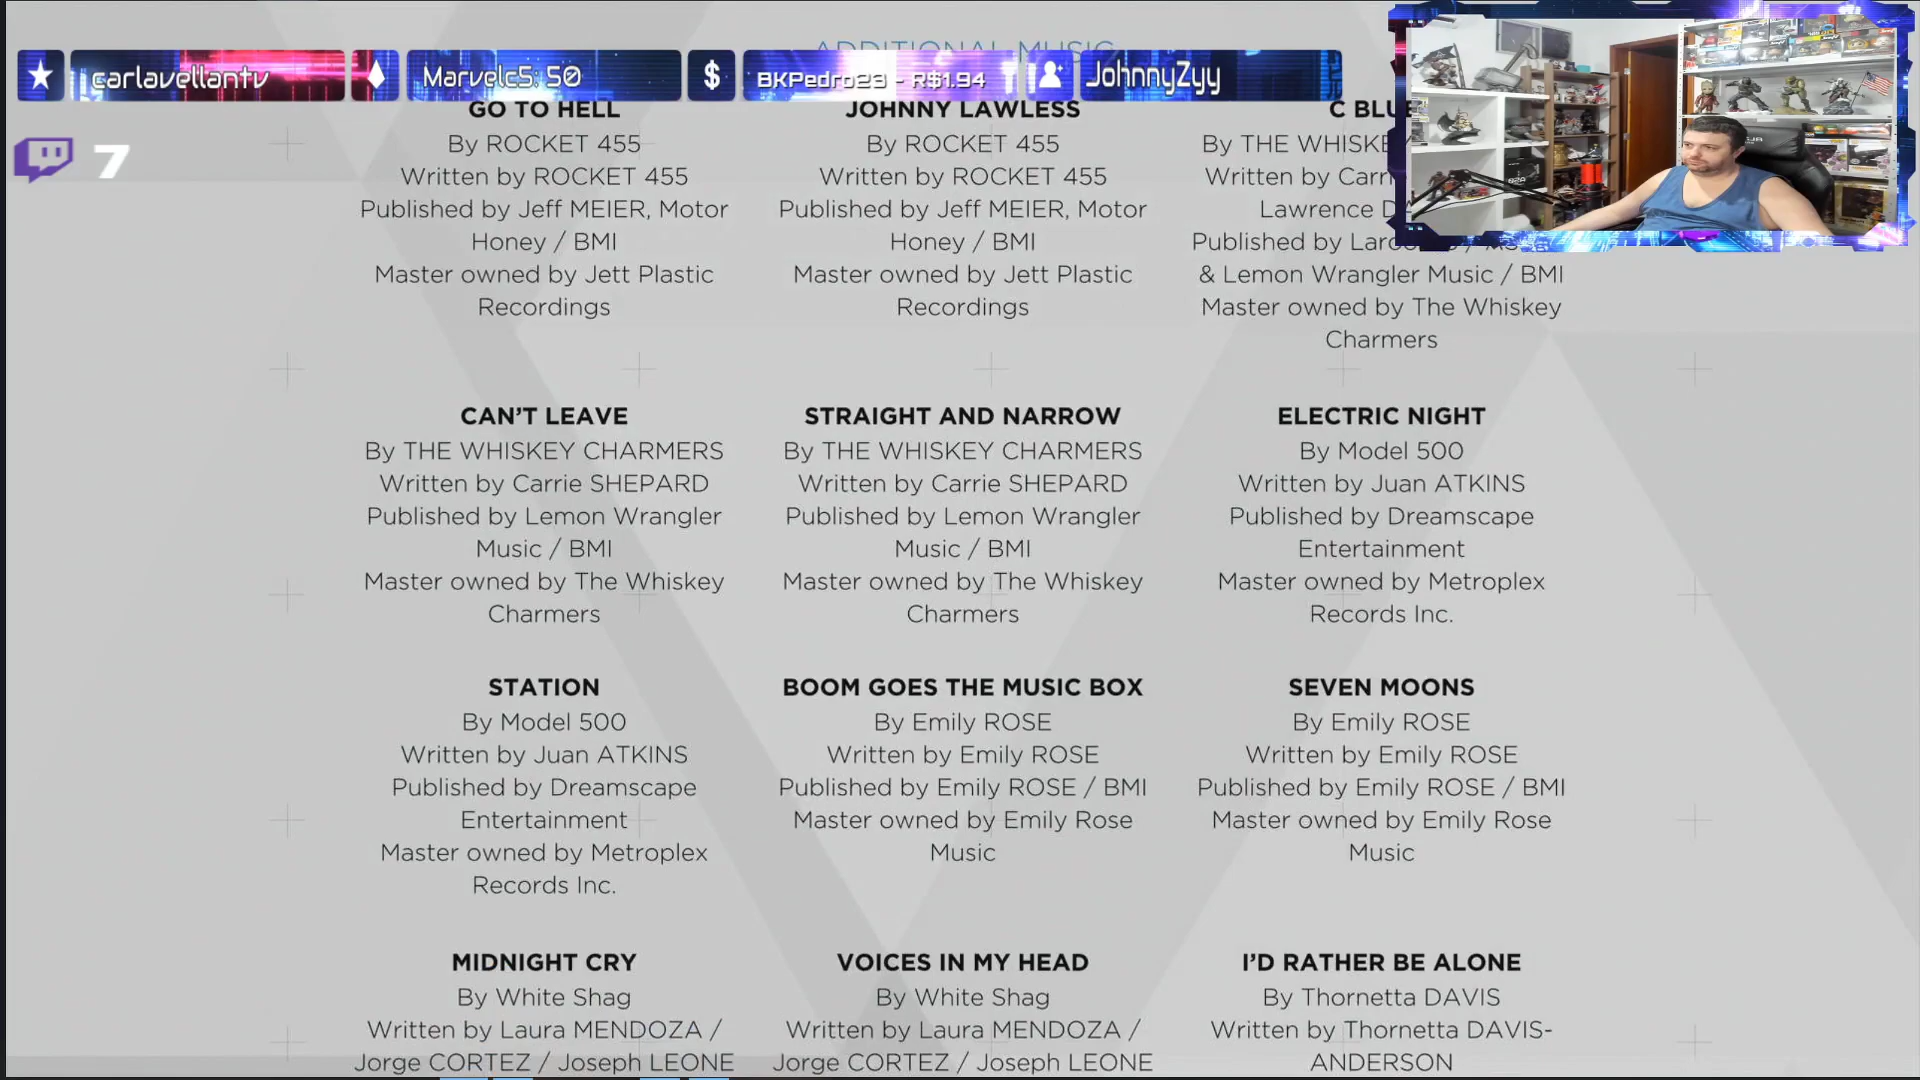 ADDITIONAL MUSIC
carlavellantv
Marvelc5: 50
$
BKPedro23 - R$1.94
JohnnyZyy
7
GO TO HELL
By ROCKET 455
Written by ROCKET 455
Published by Jeff MEIER, Motor
Honey / BMI
Master owned by Jett Plastic
Recordings
JOHNNY LAWLESS
By ROCKET 455
Written by ROCKET 455
Published by Jeff MEIER, Motor
Honey / BMI
Master owned by Jett Plastic
Recordings
C
By THE
Written by
Lawrence
Published by
& Lemon Wrangler Music / BMI
Master owned by The Whiskey
Charmers
CAN'T LEAVE
By THE WHISKEY CHARMERS
Written by Carrie SHEPARD
Published by Lemon Wrangler
Music / BMI
Master owned by The Whiskey
Charmers
STRAIGHT AND NARROW
By THE WHISKEY CHARMERS
Written by Carrie SHEPARD
Published by Lemon Wrangler
Music / BMI
Master owned by The Whiskey
Charmers
ELECTRIC NIGHT
By Model 500
Written by Juan ATKINS
Published by Dreamscape
Entertainment
Master owned by Metroplex
Records Inc.
STATION
By Model 500
Written by Juan ATKINS
Published by Dreamscape
Entertainment
Master owned by Metroplex
Records Inc.
BOOM GOES THE MUSIC BOX
By Emily ROSE
Written by Emily ROSE
Published by Emily ROSE / BMI
Master owned by Emily Rose
Music
SEVEN MOONS
By Emily ROSE
Written by Emily ROSE
Published by Emily ROSE / BMI
Master owned by Emily Rose
Music
MIDNIGHT CRY
By White Shag
Written by Laura MENDOZA /
Jorge CORTEZ / Joseph LEONE
VOICES IN MY HEAD
By White Shag
Written by Laura MENDOZA /
Jorge CORTEZ / Joseph LEONE
I'D RATHER BE ALONE
By Thornetta DAVIS
Written by Thornetta DAVIS-
ANDERSON